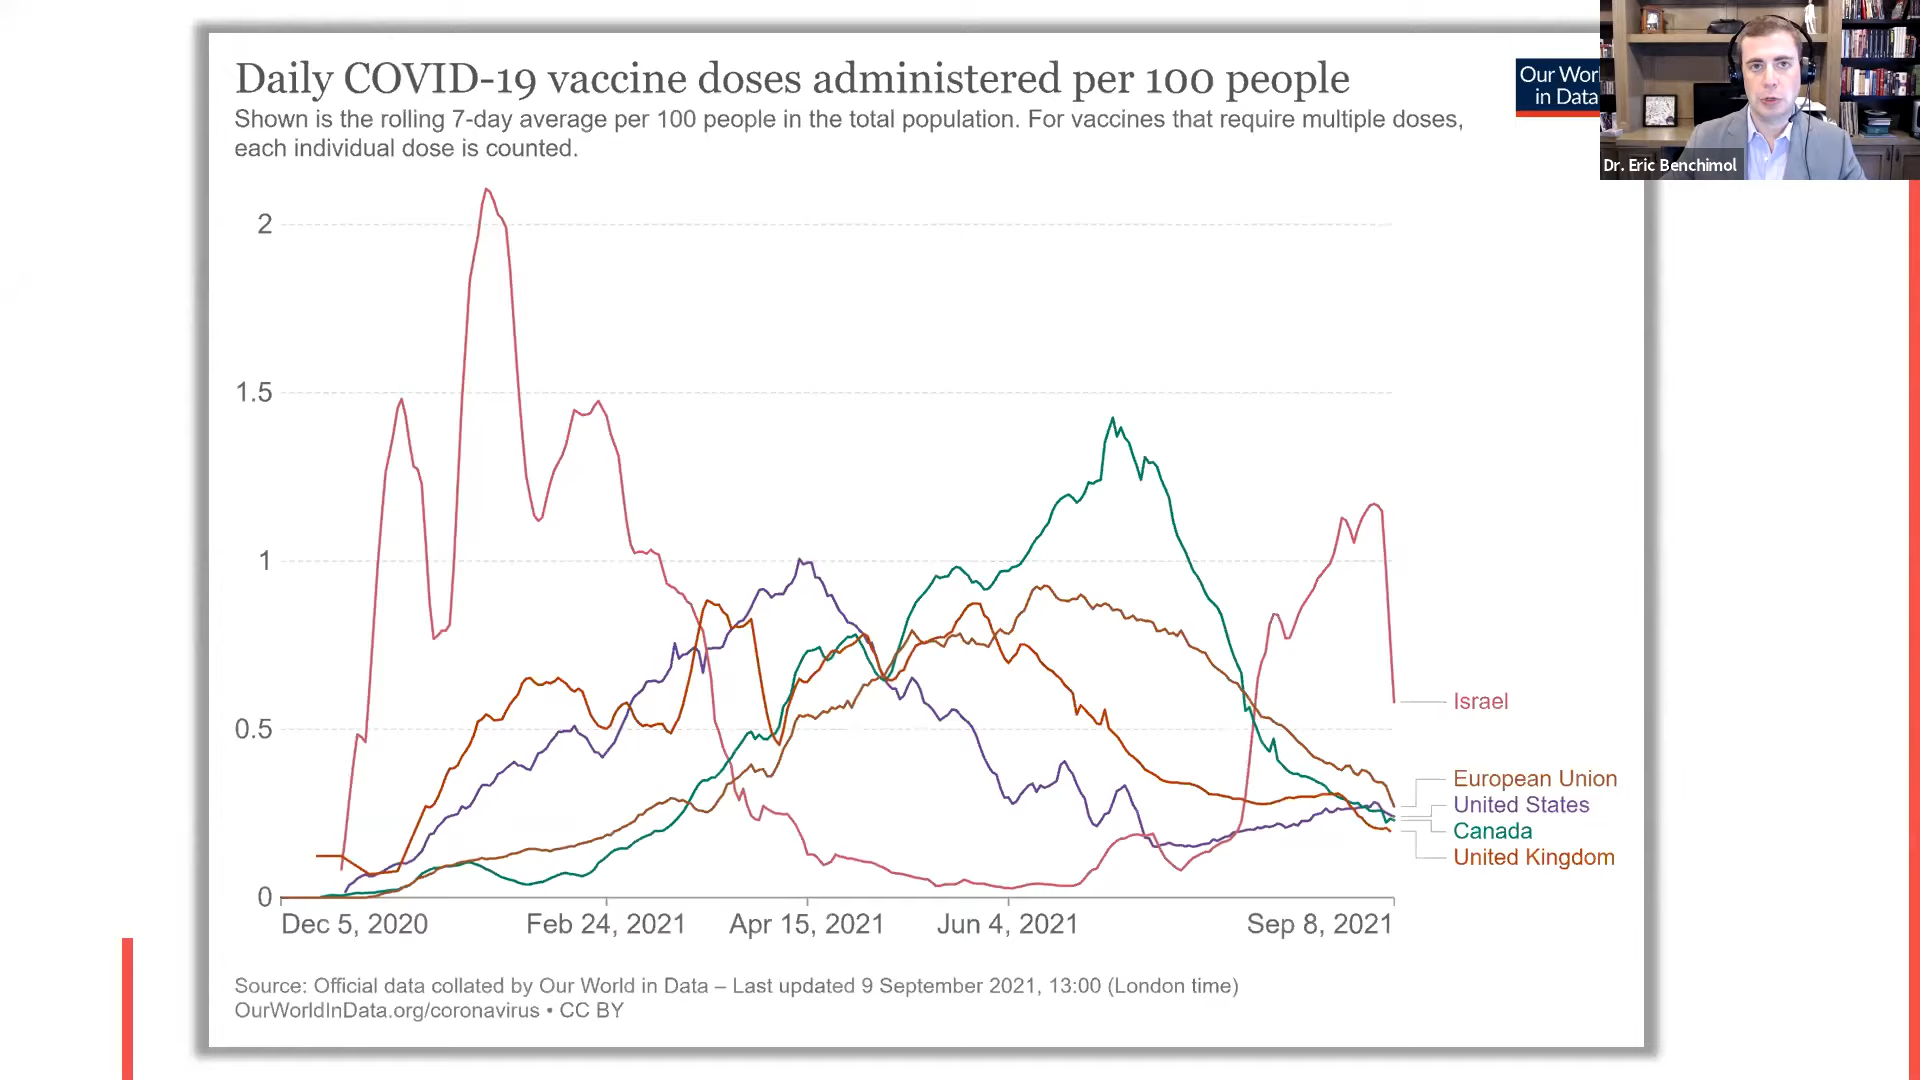 Daily COVID-19 vaccine doses administered per 100 people
Shown is the rolling 7-day average per 100 people in the total population. For vaccines that require multiple doses,
each individual dose is counted.
Our Worl
in Data
Dr. Eric Benchimol
2
1.5
1
0.5
0
Israel
European Union
United States
Canada
United Kingdom
Dec 5, 2020
Feb 24, 2021
Apr 15, 2021
Jun 4, 2021
Sep 8, 2021
Source: Official data collated by Our World in Data – Last updated 9 September 2021, 13:00 (London time)
OurWorldInData.org/coronavirus • CC BY